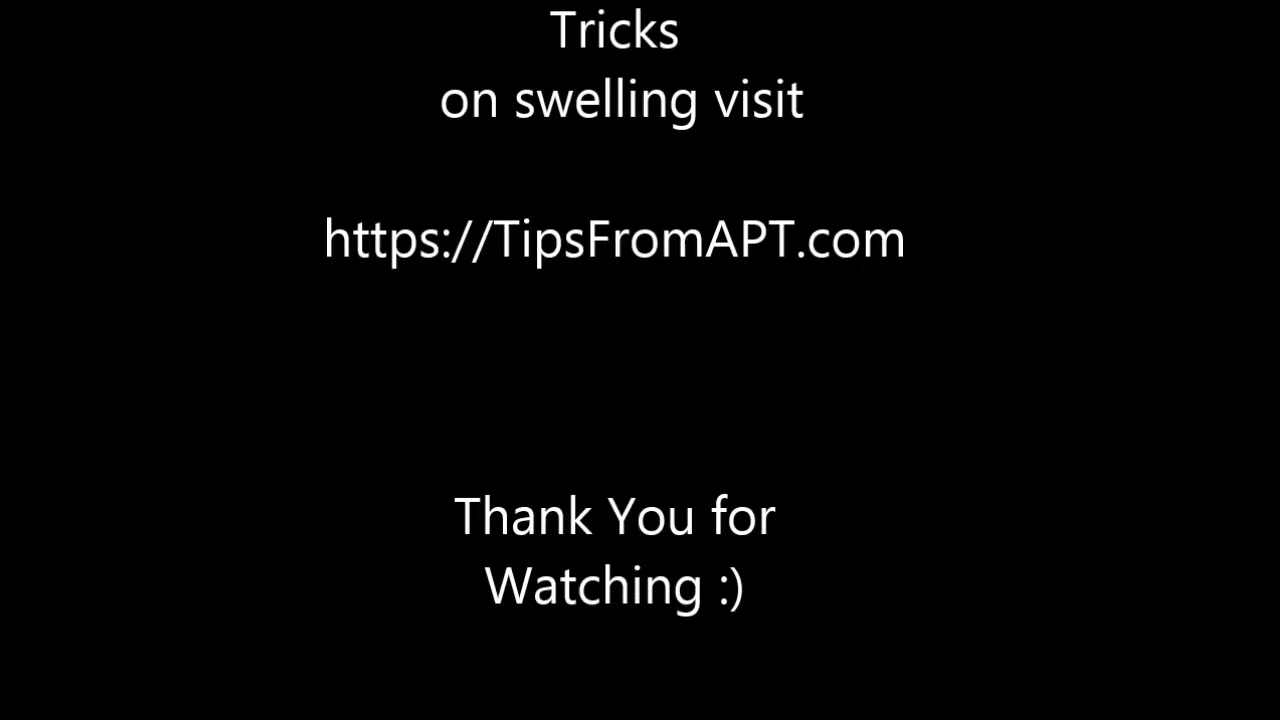 Tricks
on swelling visit
https://TipsFromAPT.com
Thank You for
Watching :)